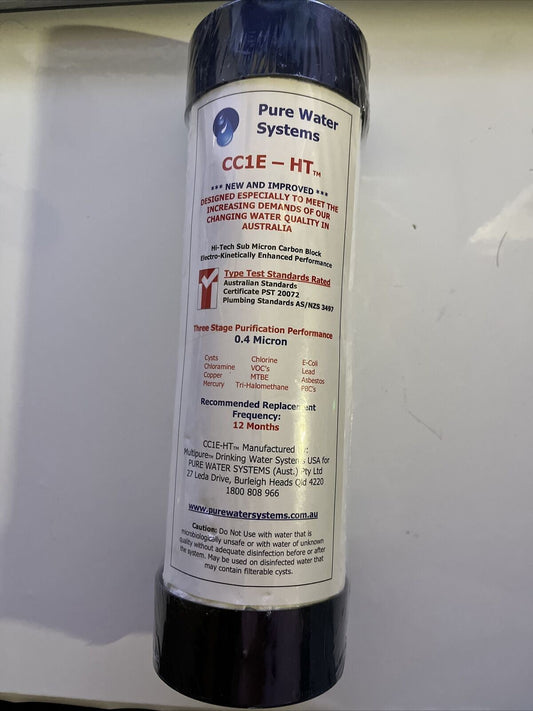 Pure Water
Systems
CC1E – HT™
*** NEW AND IMPROVED ***
DESIGNED ESPECIALLY TO MEET THE
INCREASING DEMANDS OF OUR
CHANGING WATER QUALITY IN
AUSTRALIA
Hi-Tech Sub Micron Carbon Block
Electro-Kinetically Enhanced Performance
Type Test Standards Rated
Australian Standards
Certificate PST 20072
Plumbing Standards AS/NZS 3497
Three Stage Purification Performance
0.4 Micron
Cysts Chlorine E-Coli
Chloramine VOC's Lead
Copper MTBE Asbestos
Mercury Tri-Halomethane PBC's
Recommended Replacement
Frequency:
12 Months
CC1E-HT™ Manufactured by:
Multipure™ Drinking Water Systems USA for
PURE WATER SYSTEMS (Aust.) Pty Ltd
27 Leda Drive, Burleigh Heads Qld 4220
1800 808 966
www.purewatersystems.com.au
Caution: Do Not Use with water that is
microbiologically unsafe or with water of unknown
quality without adequate disinfection before or after
the system. May be used on disinfected water that
may contain filterable cysts.